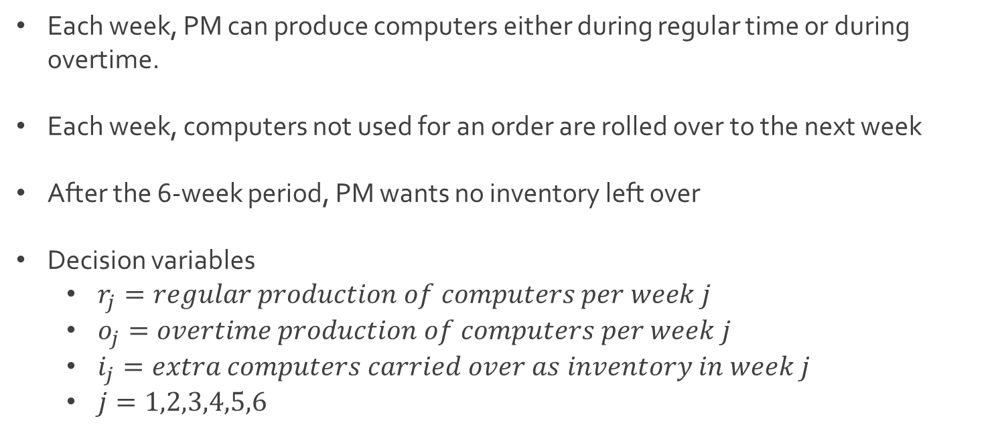 • Each week, PM can produce computers either during regular time or during
overtime.
• Each week, computers not used for an order are rolled over to the next week
• After the 6-week period, PM wants no inventory left over
• Decision variables
• r_j = regular production of computers per week j
• o_j = overtime production of computers per week j
• i_j = extra computers carried over as inventory in week j
• j = 1,2,3,4,5,6